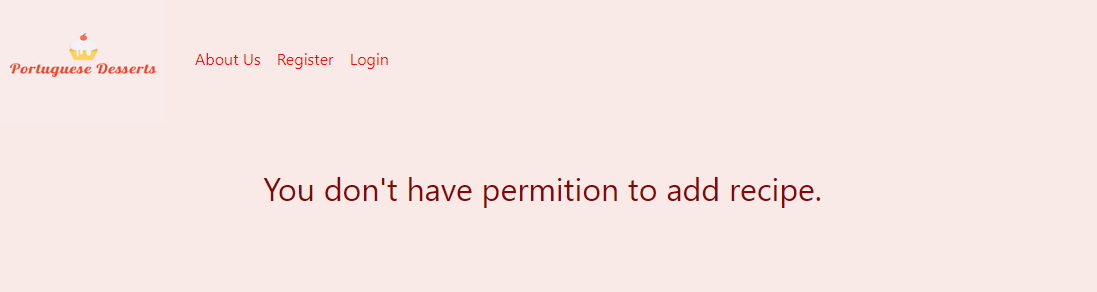 Portuguese Desserts
About Us Register Login
You don't have permition to add recipe.